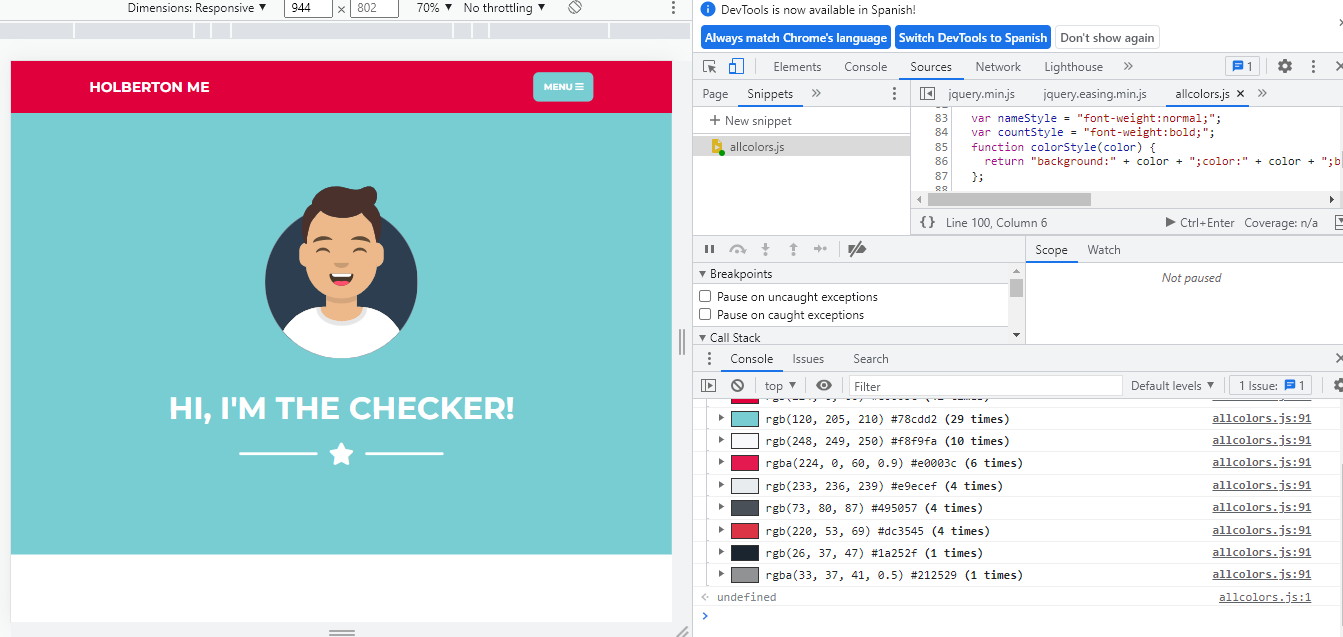 Dimensions: Responsive ▼ 944 × 802 70% ▼ No throttling ▼
HOLBERTON ME
MENU
HI, I'M THE CHECKER!
DevTools is now available in Spanish!
Always match Chrome's language Switch DevTools to Spanish Don't show again
Elements Console Sources Network Lighthouse » 1
Page Snippets »
+ New snippet
allcolors.js
jquery.min.js jquery.easing.min.js allcolors.js × »
83 var nameStyle = "font-weight:normal;";
84 var countStyle = "font-weight:bold;";
85 function colorStyle(color) {
86 return "background:" + color + ";color:" + color + ";b
87 };
88
{} Line 100, Column 6 Ctrl+Enter Coverage: n/a
Breakpoints
Pause on uncaught exceptions
Pause on caught exceptions
Call Stack
Scope Watch
Not paused
Console Issues Search
top ▼ Filter Default levels ▼ 1 Issue: 1
rgb(120, 205, 210) #78cdd2 (29 times) allcolors.js:91
rgb(248, 249, 250) #f8f9fa (10 times) allcolors.js:91
rgba(224, 0, 60, 0.9) #e0003c (6 times) allcolors.js:91
rgb(233, 236, 239) #e9ecef (4 times) allcolors.js:91
rgb(73, 80, 87) #495057 (4 times) allcolors.js:91
rgb(220, 53, 69) #dc3545 (4 times) allcolors.js:91
rgb(26, 37, 47) #1a252f (1 times) allcolors.js:91
rgba(33, 37, 41, 0.5) #212529 (1 times) allcolors.js:91
undefined allcolors.js:1